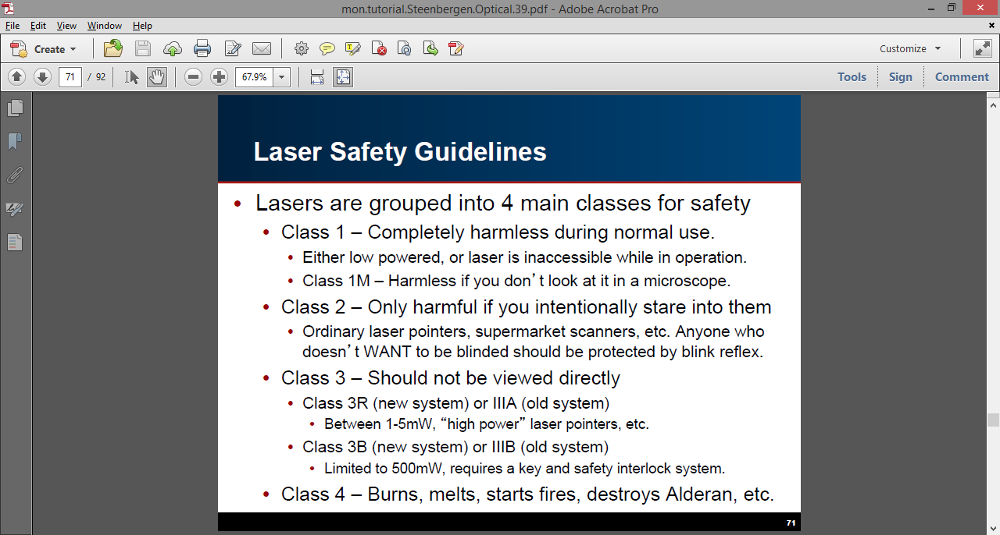 mon.tutorial.Steenbergen.Optical.39.pdf - Adobe Acrobat Pro
File Edit View Window Help
Create Customize
71 / 92 67.9% Tools Sign Comment
Laser Safety Guidelines
• Lasers are grouped into 4 main classes for safety
• Class 1 – Completely harmless during normal use.
• Either low powered, or laser is inaccessible while in operation.
• Class 1M – Harmless if you don’t look at it in a microscope.
• Class 2 – Only harmful if you intentionally stare into them
• Ordinary laser pointers, supermarket scanners, etc. Anyone who
doesn’t WANT to be blinded should be protected by blink reflex.
• Class 3 – Should not be viewed directly
• Class 3R (new system) or IIIA (old system)
• Between 1-5mW, “high power” laser pointers, etc.
• Class 3B (new system) or IIIB (old system)
• Limited to 500mW, requires a key and safety interlock system.
• Class 4 – Burns, melts, starts fires, destroys Alderan, etc.
71